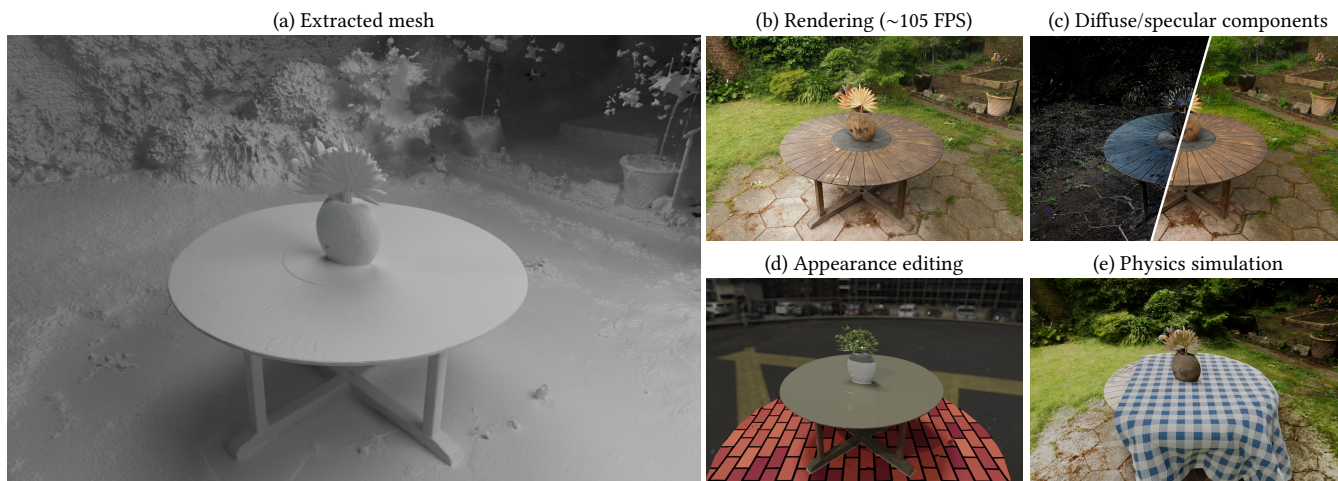 (a) Extracted mesh
(b) Rendering (~105 FPS)
(c) Diffuse/specular components
(d) Appearance editing
(e) Physics simulation